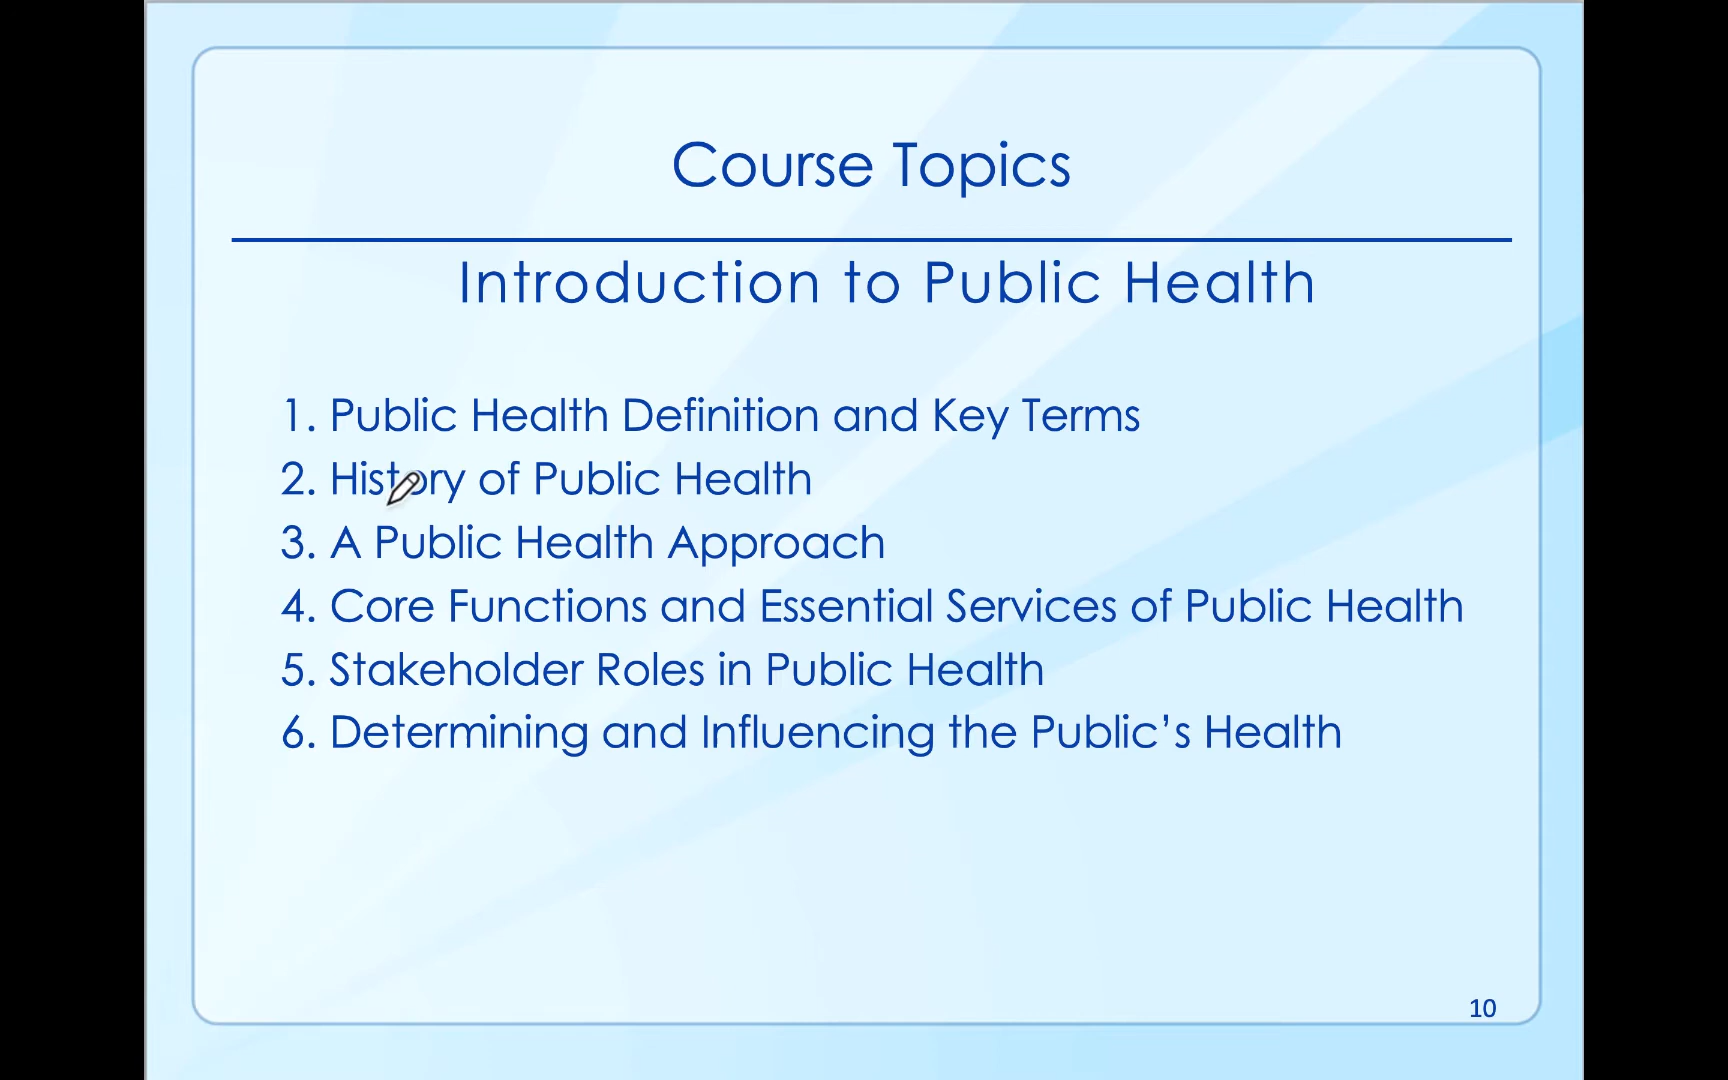 Course Topics
Introduction to Public Health
1. Public Health Definition and Key Terms
2. History of Public Health
3. A Public Health Approach
4. Core Functions and Essential Services of Public Health
5. Stakeholder Roles in Public Health
6. Determining and Influencing the Public’s Health
10